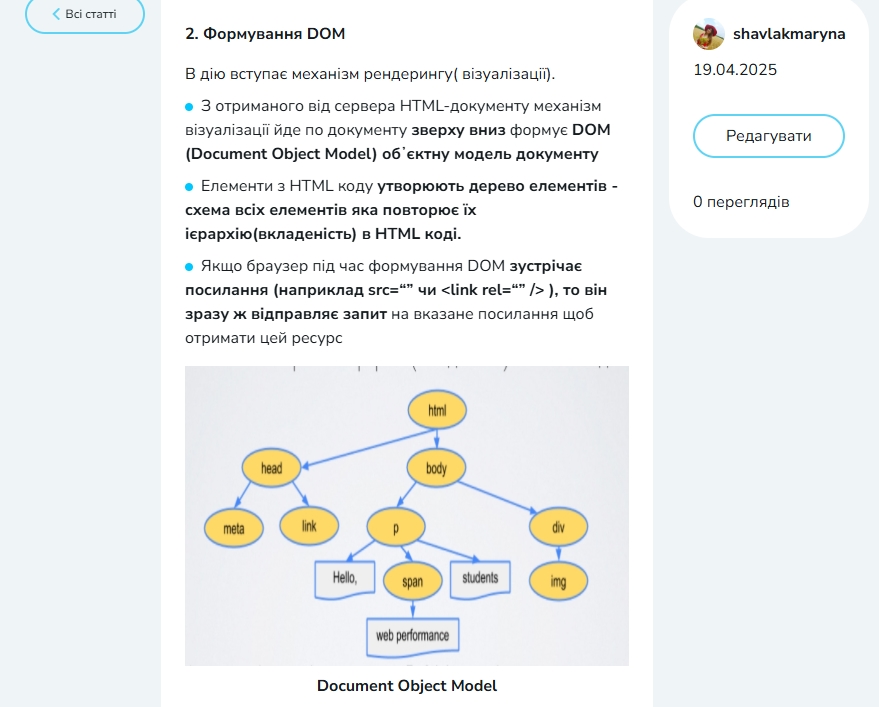 Всі статті
2. Формування DOM
В дію вступає механізм рендерингу( візуалізації).
З отриманого від сервера HTML-документу механізм
візуалізації йде по документу зверху вниз формує DOM
(Document Object Model) обʼєктну модель документу
Елементи з HTML коду утворюють дерево елементів -
схема всіх елементів яка повторює їх
ієрархію(вкладеність) в HTML коді.
Якщо браузер під час формування DOM зустрічає
посилання (наприклад src=“” чи <link rel=“” /> ), то він
зразу ж відправляє запит на вказане посилання щоб
отримати цей ресурс
html
head
body
meta
link
p
div
Hello,
span
students
img
web performance
Document Object Model
shavlakmaryna
19.04.2025
Редагувати
0 переглядів